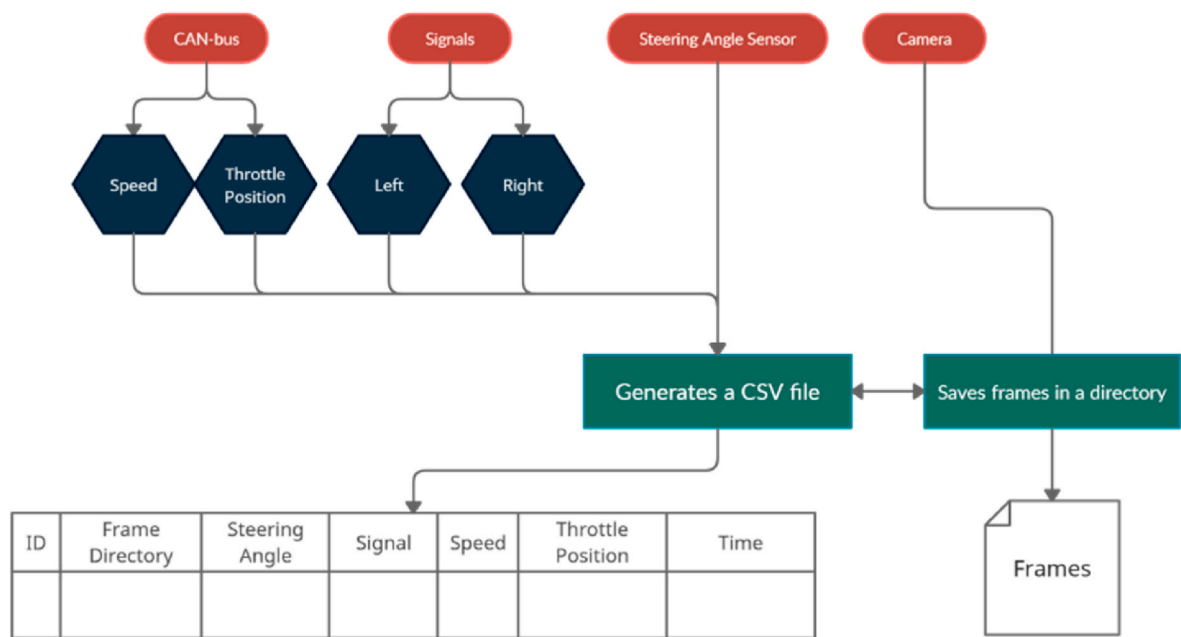 CAN-bus
Signals
Steering Angle Sensor
Camera
Speed
Throttle
Position
Left
Right
Generates a CSV file
Saves frames in a directory
ID
Frame
Directory
Steering
Angle
Signal
Speed
Throttle
Position
Time
Frames